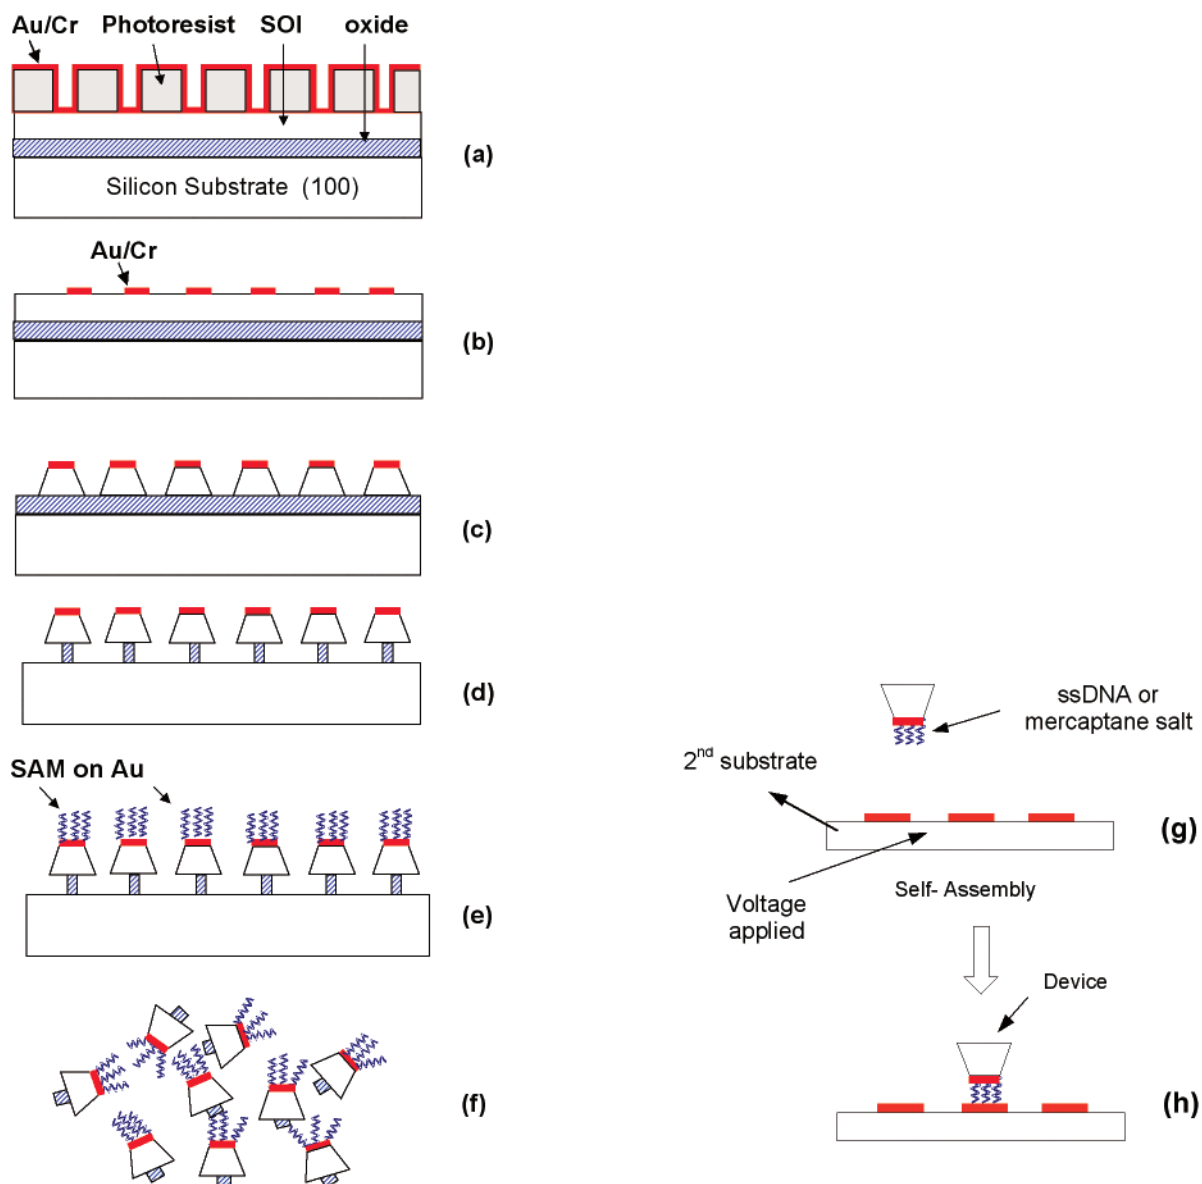 Au/Cr Photoresist SOI oxide
(a)
Silicon Substrate (100)
Au/Cr
(b)
(c)
(d)
SAM on Au
(e)
(f)
ssDNA or
mercaptane salt
2nd substrate
(g)
Self- Assembly
Voltage
applied
Device
(h)